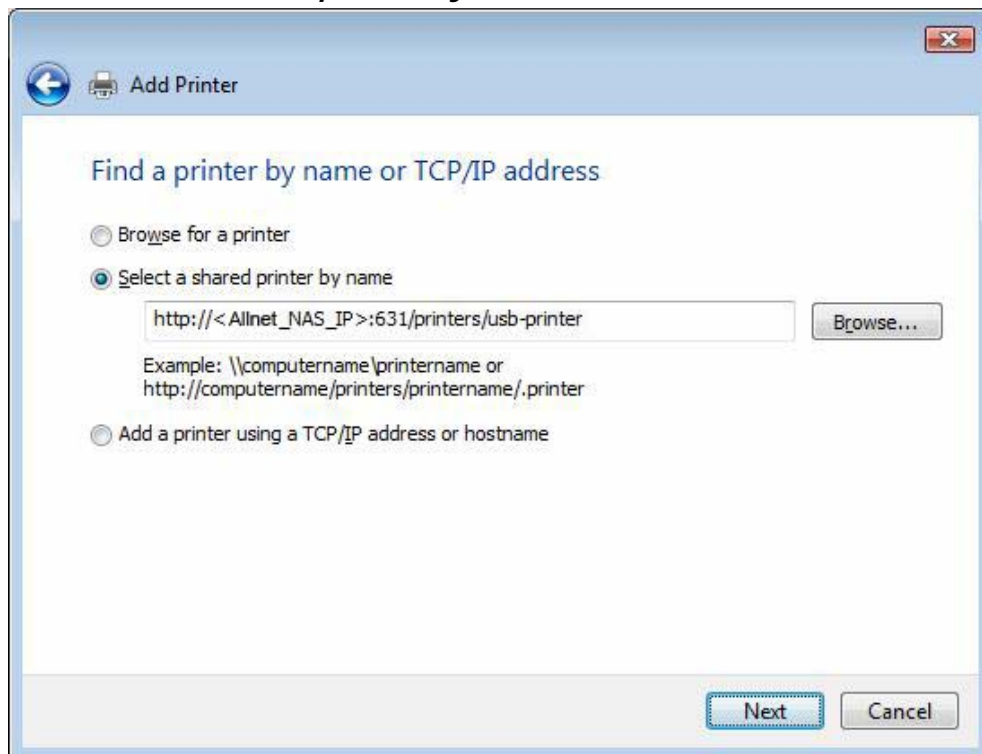 Add Printer
Find a printer by name or TCP/IP address
Browse for a printer
Select a shared printer by name
http://<Allnet_NAS_IP>:631/printers/usb-printer
Browse...
Example: \\computername\printername or
http://computername/printers/printername/.printer
Add a printer using a TCP/IP address or hostname
Next
Cancel